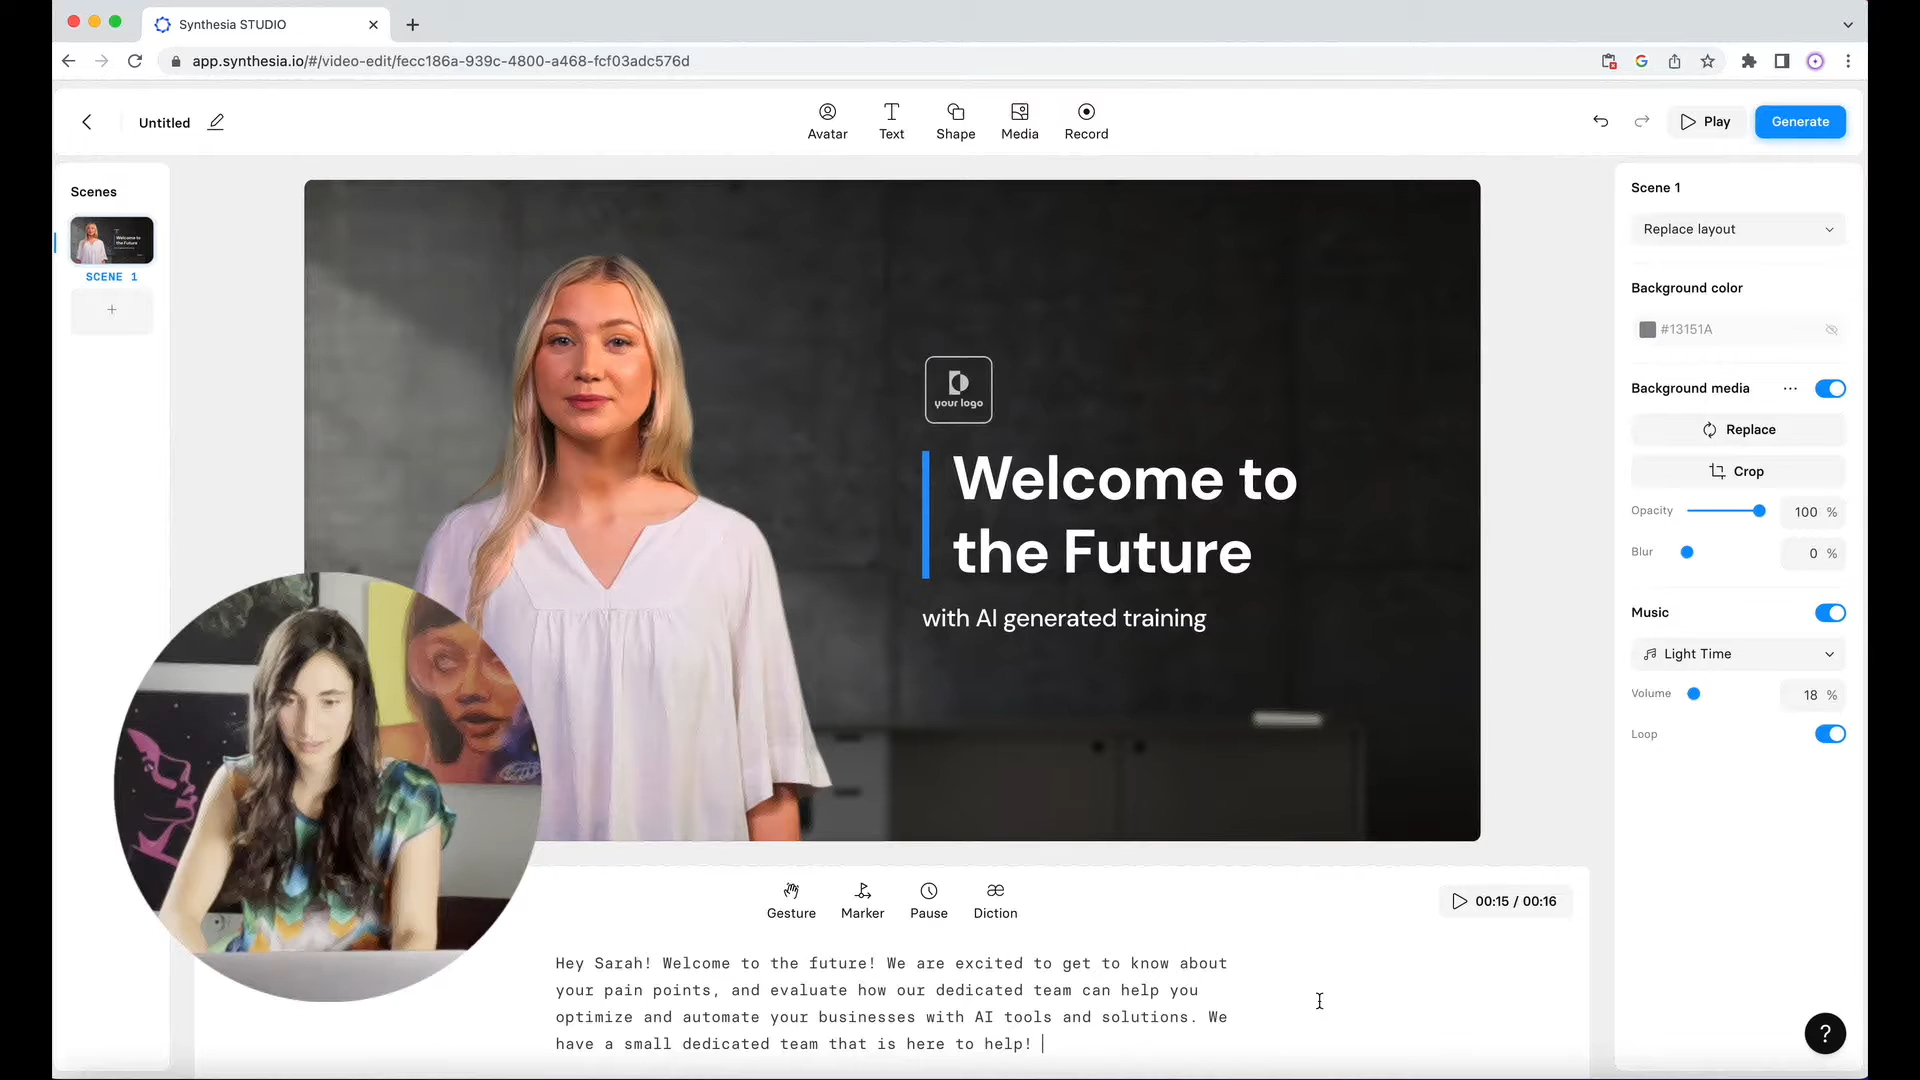 Synthesia STUDIO
app.synthesia.io/#/video-edit/fecc186a-939c-4800-a468-fcf03adc576d
Untitled
Avatar
Text
Shape
Media
Record
Play
Generate
Scenes
SCENE 1
your logo
Welcome to
the Future
with AI generated training
Scene 1
Replace layout
Background color
#13151A
Background media
Replace
Crop
Opacity
100 %
Blur
0 %
Music
Light Time
Volume
18 %
Loop
Gesture
Marker
Pause
Diction
00:15 / 00:16
Hey Sarah! Welcome to the future! We are excited to get to know about
your pain points, and evaluate how our dedicated team can help you
optimize and automate your businesses with AI tools and solutions. We
have a small dedicated team that is here to help!
?